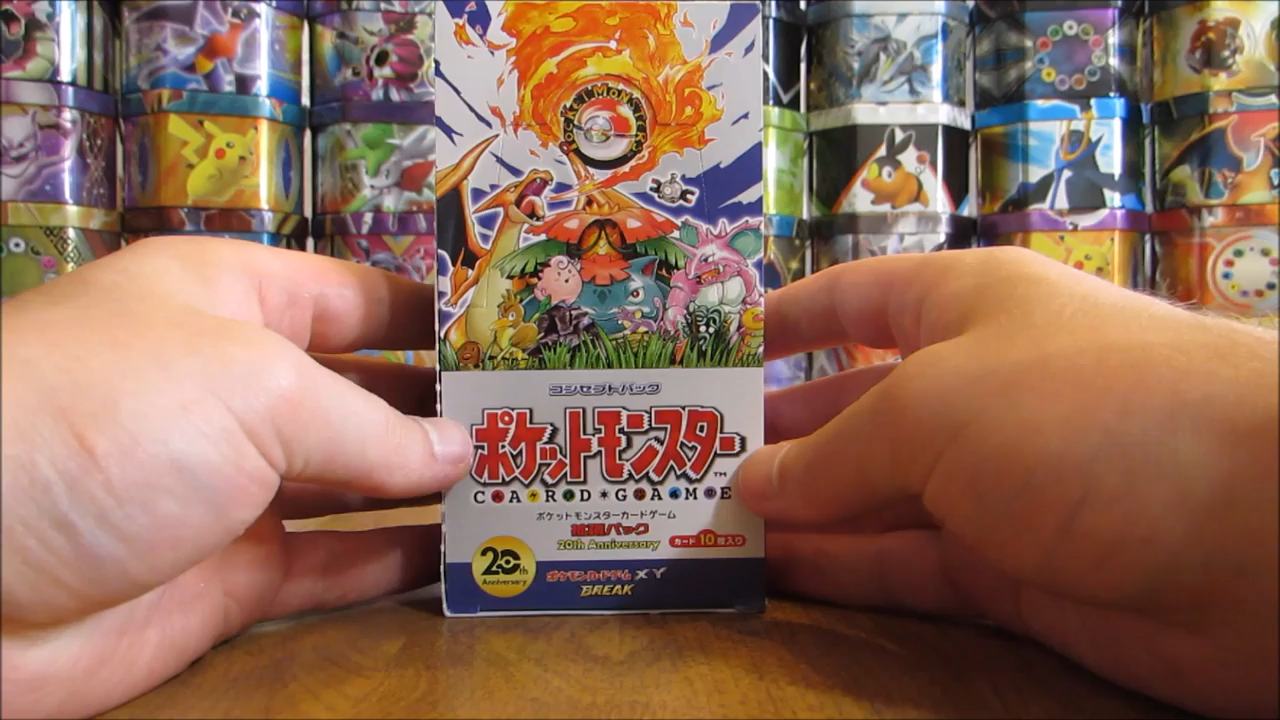 POCKET MONSTERS
コンセプトパック
ポケットモンスター™
CARD*GAME
ポケットモンスターカードゲーム
拡張パック
20th Anniversary
カード10枚入り
20th
Anniversary
ポケモンカードゲーム XY
BREAK